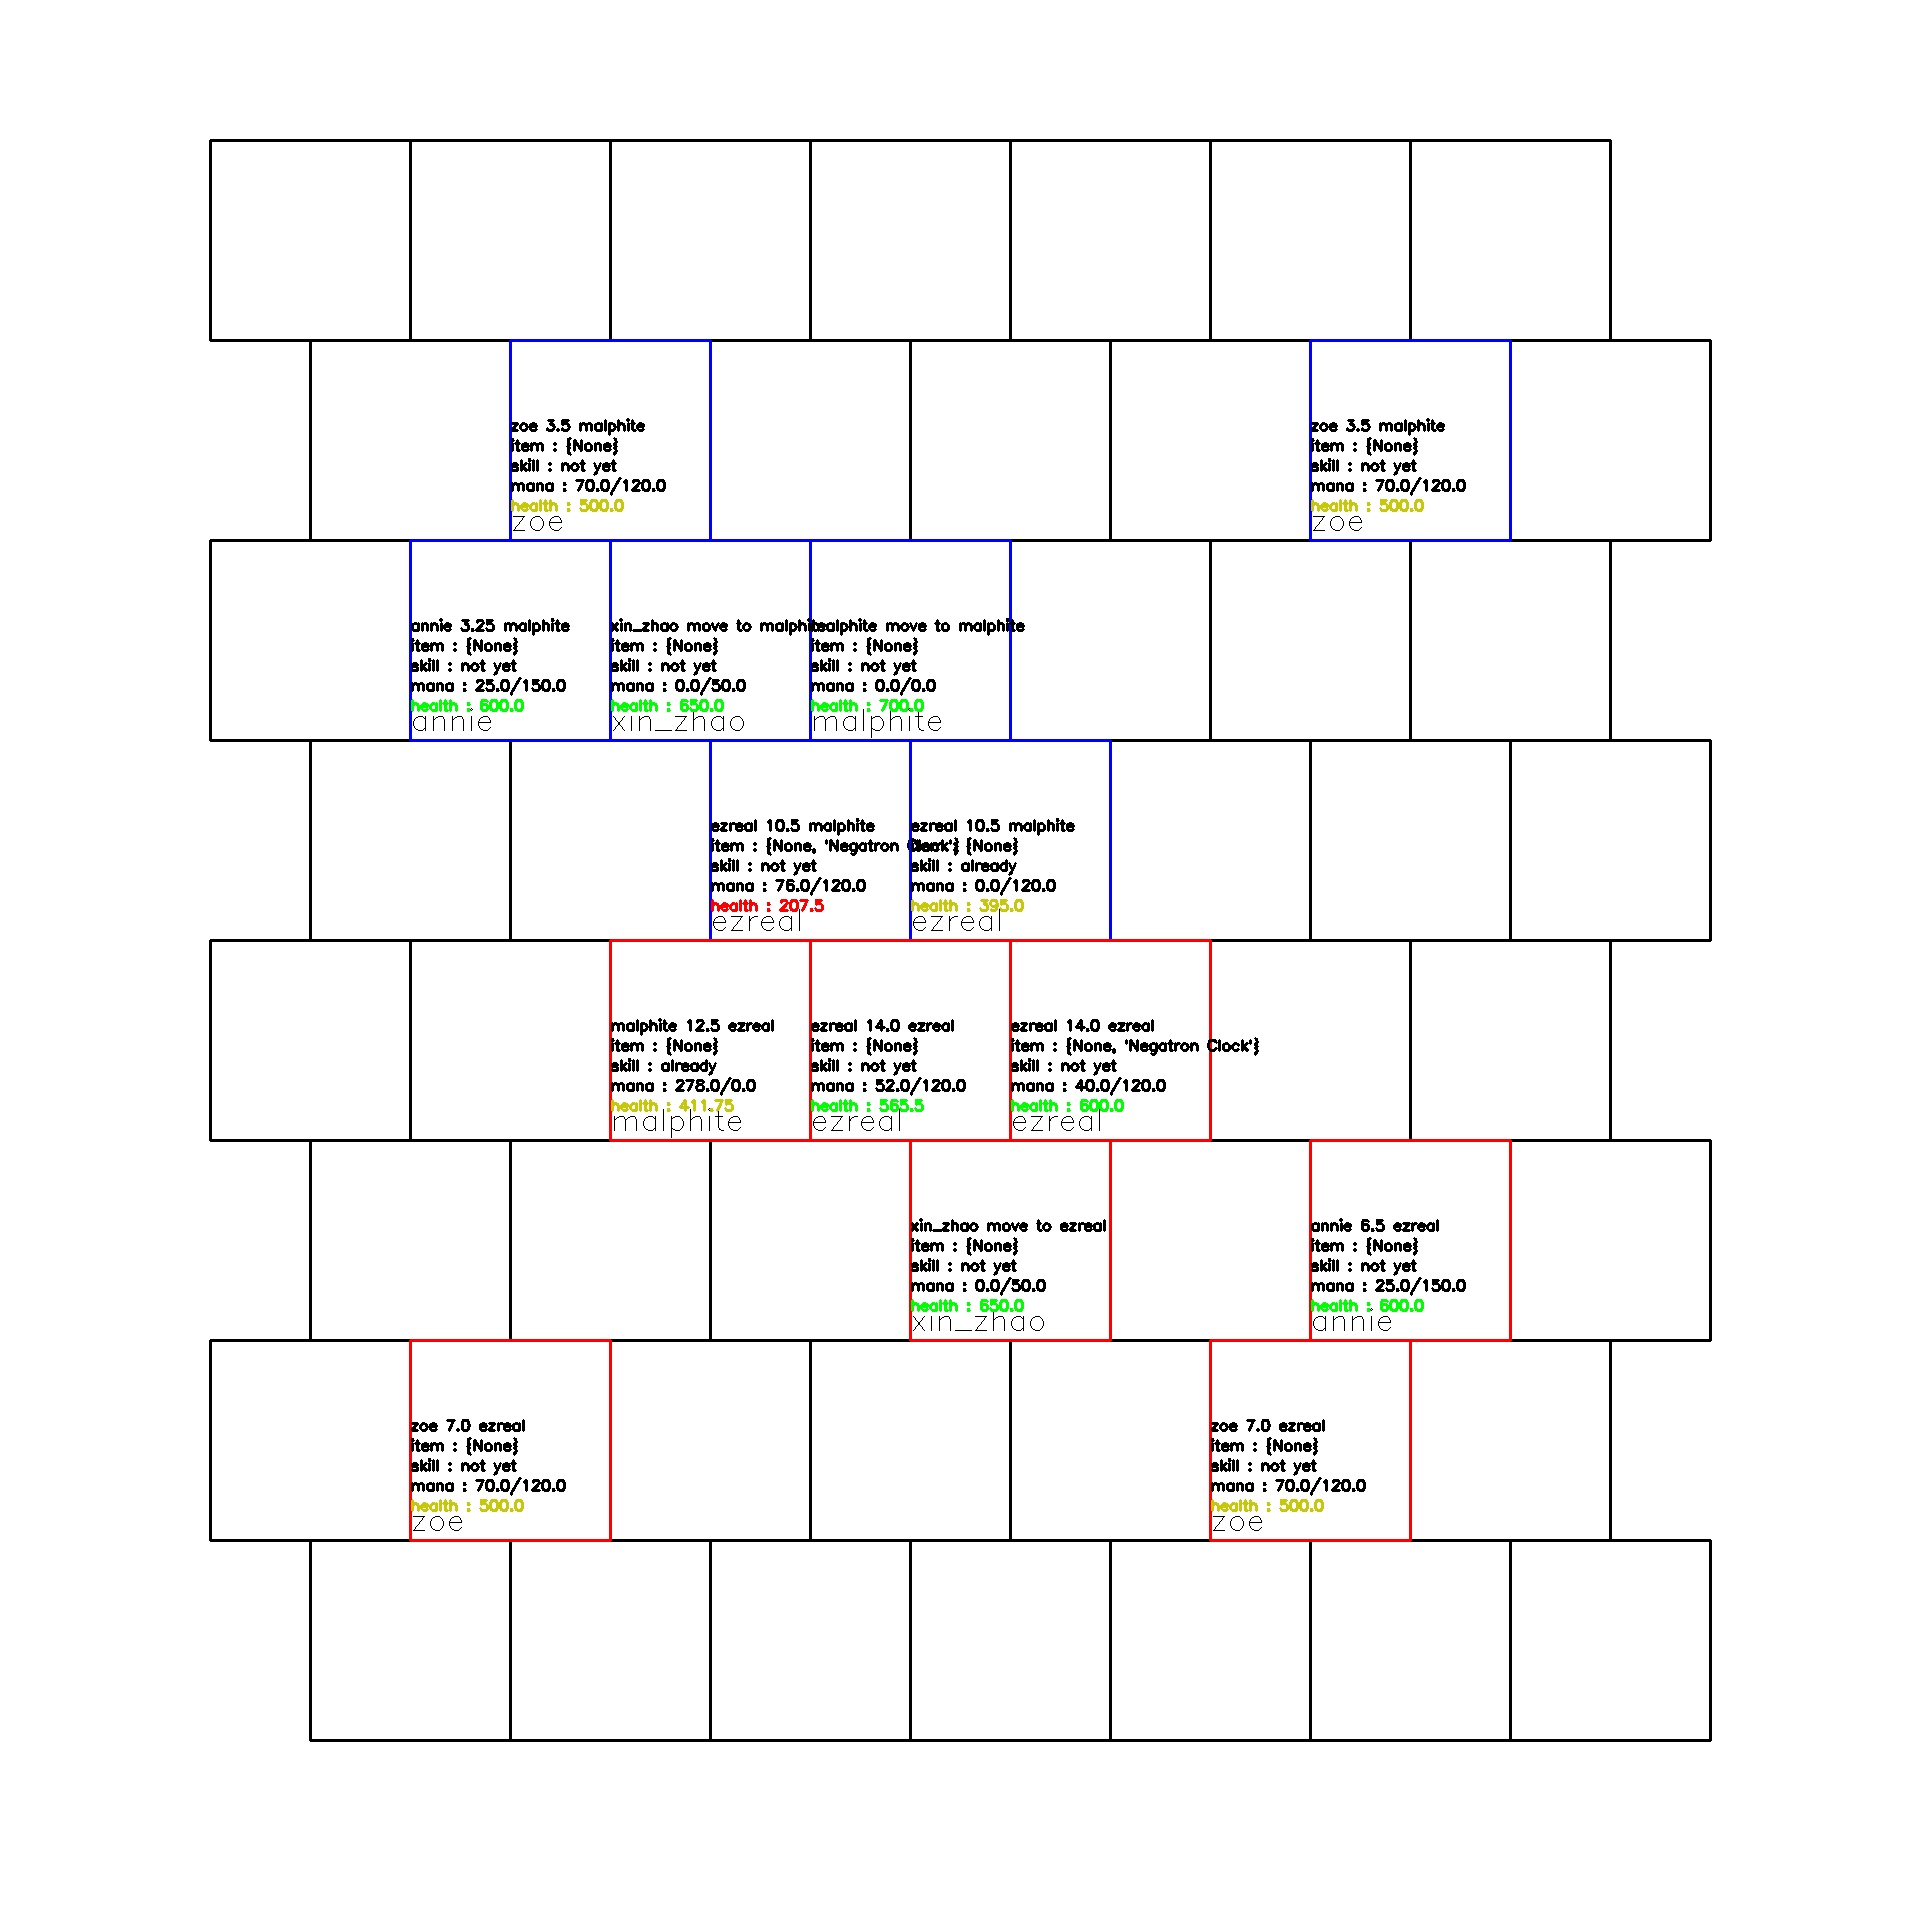 zoe 3.5 malphite
item : {None}
skill : not yet
mana : 70.0/120.0
health : 500.0
zoe
zoe 3.5 malphite
item : {None}
skill : not yet
mana : 70.0/120.0
health : 500.0
zoe
annie 3.25 malphite
item : {None}
skill : not yet
mana : 25.0/150.0
health : 600.0
annie
xin_zhao move to malphite
item : {None}
skill : not yet
mana : 0.0/50.0
health : 650.0
xin_zhao
malphite move to malphite
item : {None}
skill : not yet
mana : 0.0/0.0
health : 700.0
malphite
ezreal 10.5 malphite
item : {None, 'Negatron Clock'}
skill : not yet
mana : 76.0/120.0
health : 207.5
ezreal
ezreal 10.5 malphite
item : {None}
skill : already
mana : 0.0/120.0
health : 395.0
ezreal
malphite 12.5 ezreal
item : {None}
skill : already
mana : 278.0/0.0
health : 411.75
malphite
ezreal 14.0 ezreal
item : {None}
skill : not yet
mana : 52.0/120.0
health : 565.5
ezreal
ezreal 14.0 ezreal
item : {None, 'Negatron Clock'}
skill : not yet
mana : 40.0/120.0
health : 600.0
ezreal
xin_zhao move to ezreal
item : {None}
skill : not yet
mana : 0.0/50.0
health : 650.0
xin_zhao
annie 6.5 ezreal
item : {None}
skill : not yet
mana : 25.0/150.0
health : 600.0
annie
zoe 7.0 ezreal
item : {None}
skill : not yet
mana : 70.0/120.0
health : 500.0
zoe
zoe 7.0 ezreal
item : {None}
skill : not yet
mana : 70.0/120.0
health : 500.0
zoe